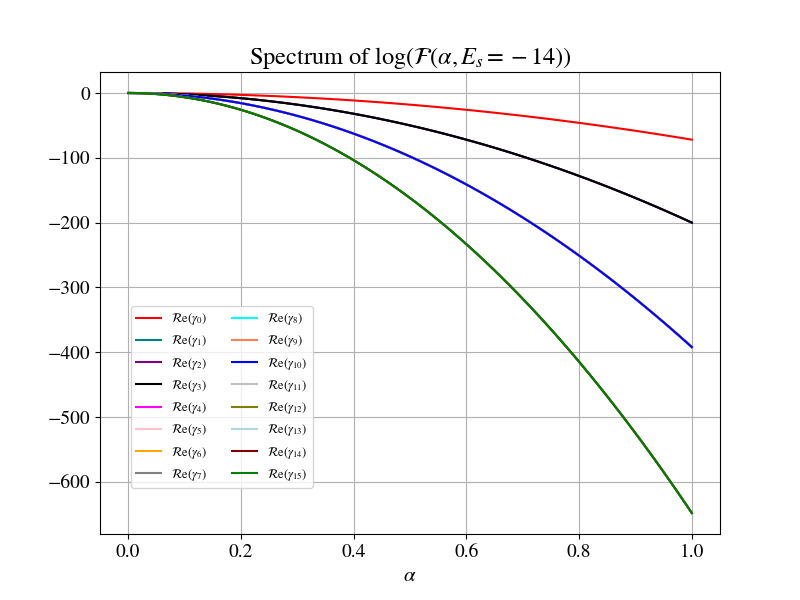 Spectrum of log(ℱ(α, E_s = −14))
0
−100
−200
−300
−400
−500
−600
ℛe(γ₀) ℛe(γ₈)
ℛe(γ₁) ℛe(γ₉)
ℛe(γ₂) ℛe(γ₁₀)
ℛe(γ₃) ℛe(γ₁₁)
ℛe(γ₄) ℛe(γ₁₂)
ℛe(γ₅) ℛe(γ₁₃)
ℛe(γ₆) ℛe(γ₁₄)
ℛe(γ₇) ℛe(γ₁₅)
0.0 0.2 0.4 0.6 0.8 1.0
α